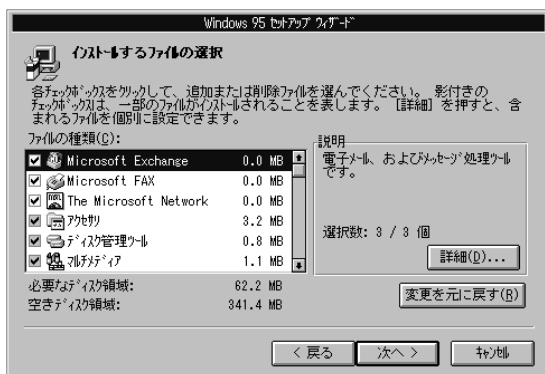 Windows 95 ｾｯﾄｱｯﾌﾟ ｳｨｻﾞｰﾄﾞ
ｲﾝｽﾄｰﾙするﾌｧｲﾙの選択
各ﾁｪｯｸﾎﾞｯｸｽをｸﾘｯｸして、追加または削除ﾌｧｲﾙを選んでください。 影付きの
ﾁｪｯｸﾎﾞｯｸｽは、一部のﾌｧｲﾙがｲﾝｽﾄｰﾙされることを表します。 [詳細] を押すと、含
まれるﾌｧｲﾙを個別に設定できます。
ﾌｧｲﾙの種類(C):
Microsoft Exchange 0.0 MB
Microsoft FAX 0.0 MB
The Microsoft Network 0.0 MB
ｱｸｾｻﾘ 3.2 MB
ﾃﾞｨｽｸ管理ﾂｰﾙ 0.8 MB
ﾏﾙﾁﾒﾃﾞｨｱ 1.1 MB
説明
電子ﾒｰﾙ、およびﾒｯｾｰｼﾞ処理ﾂｰﾙ
です。
選択数: 3 / 3 個
詳細(D)...
必要なﾃﾞｨｽｸ領域: 62.2 MB
空きﾃﾞｨｽｸ領域: 341.4 MB
変更を元に戻す(R)
< 戻る
次へ >
ｷｬﾝｾﾙ